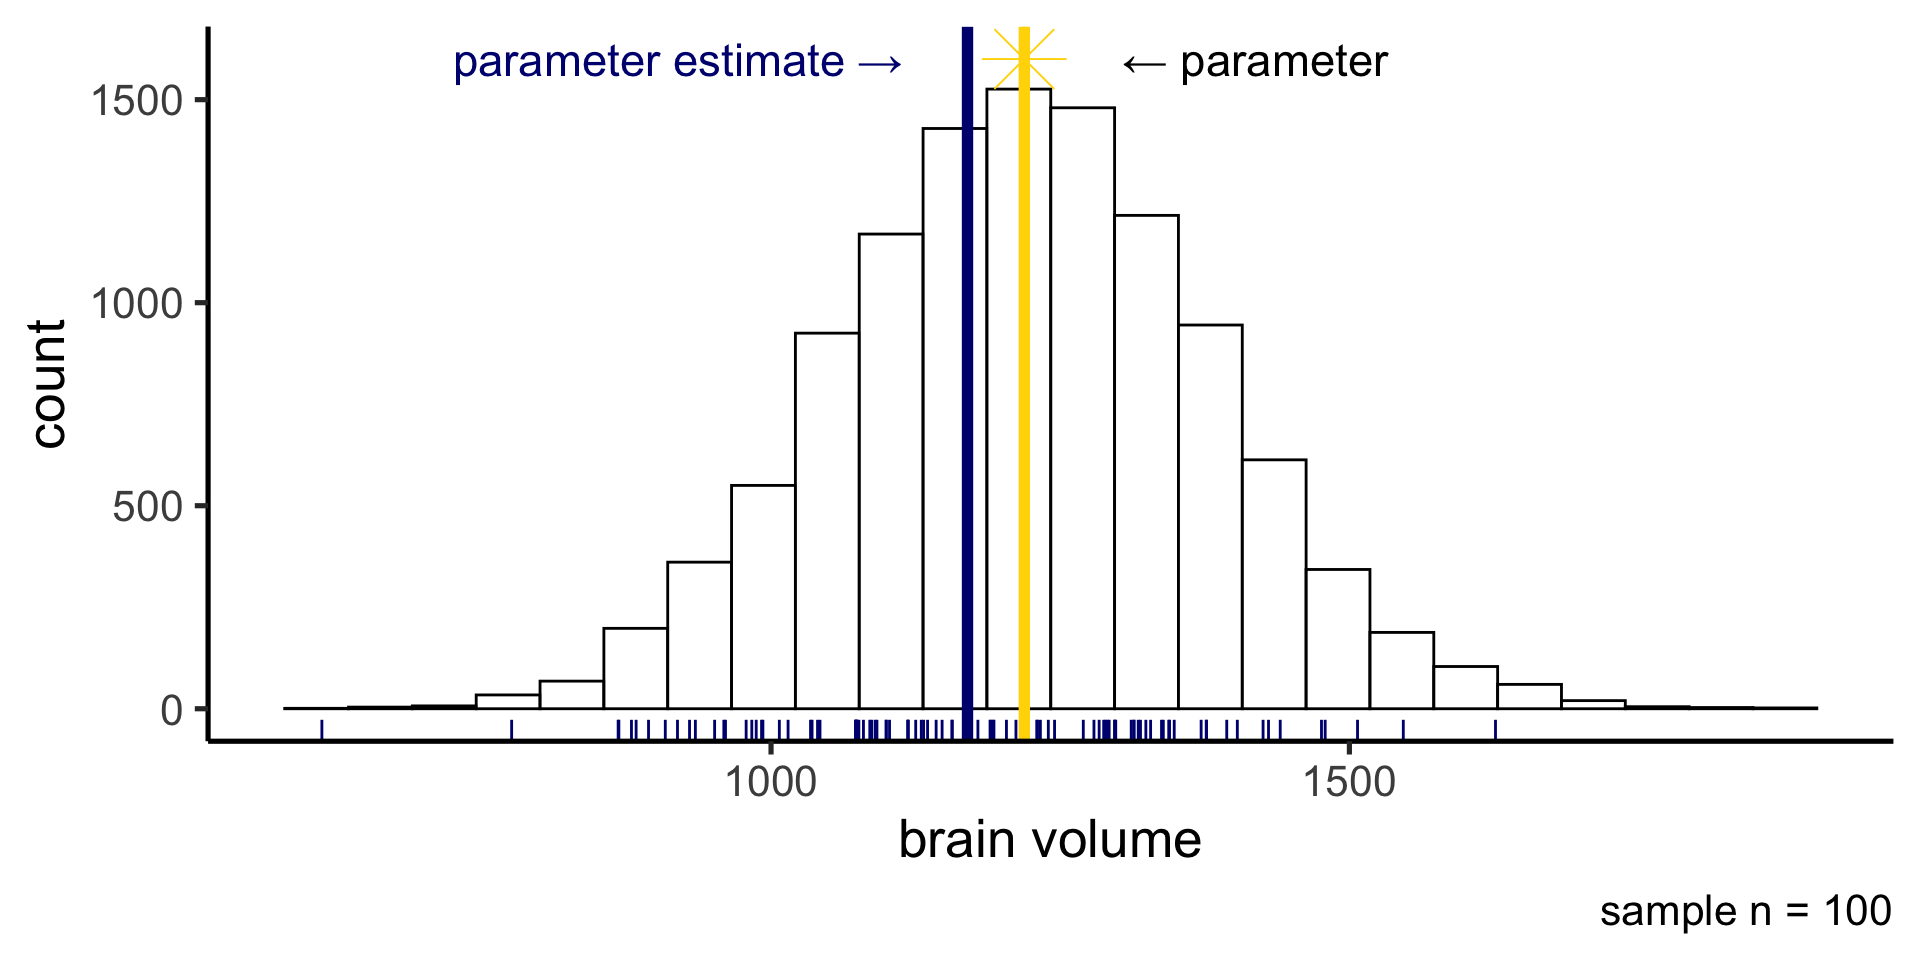 parameter estimate → ← parameter
1500
1000
500
0
count
1000 1500
brain volume
sample n = 100